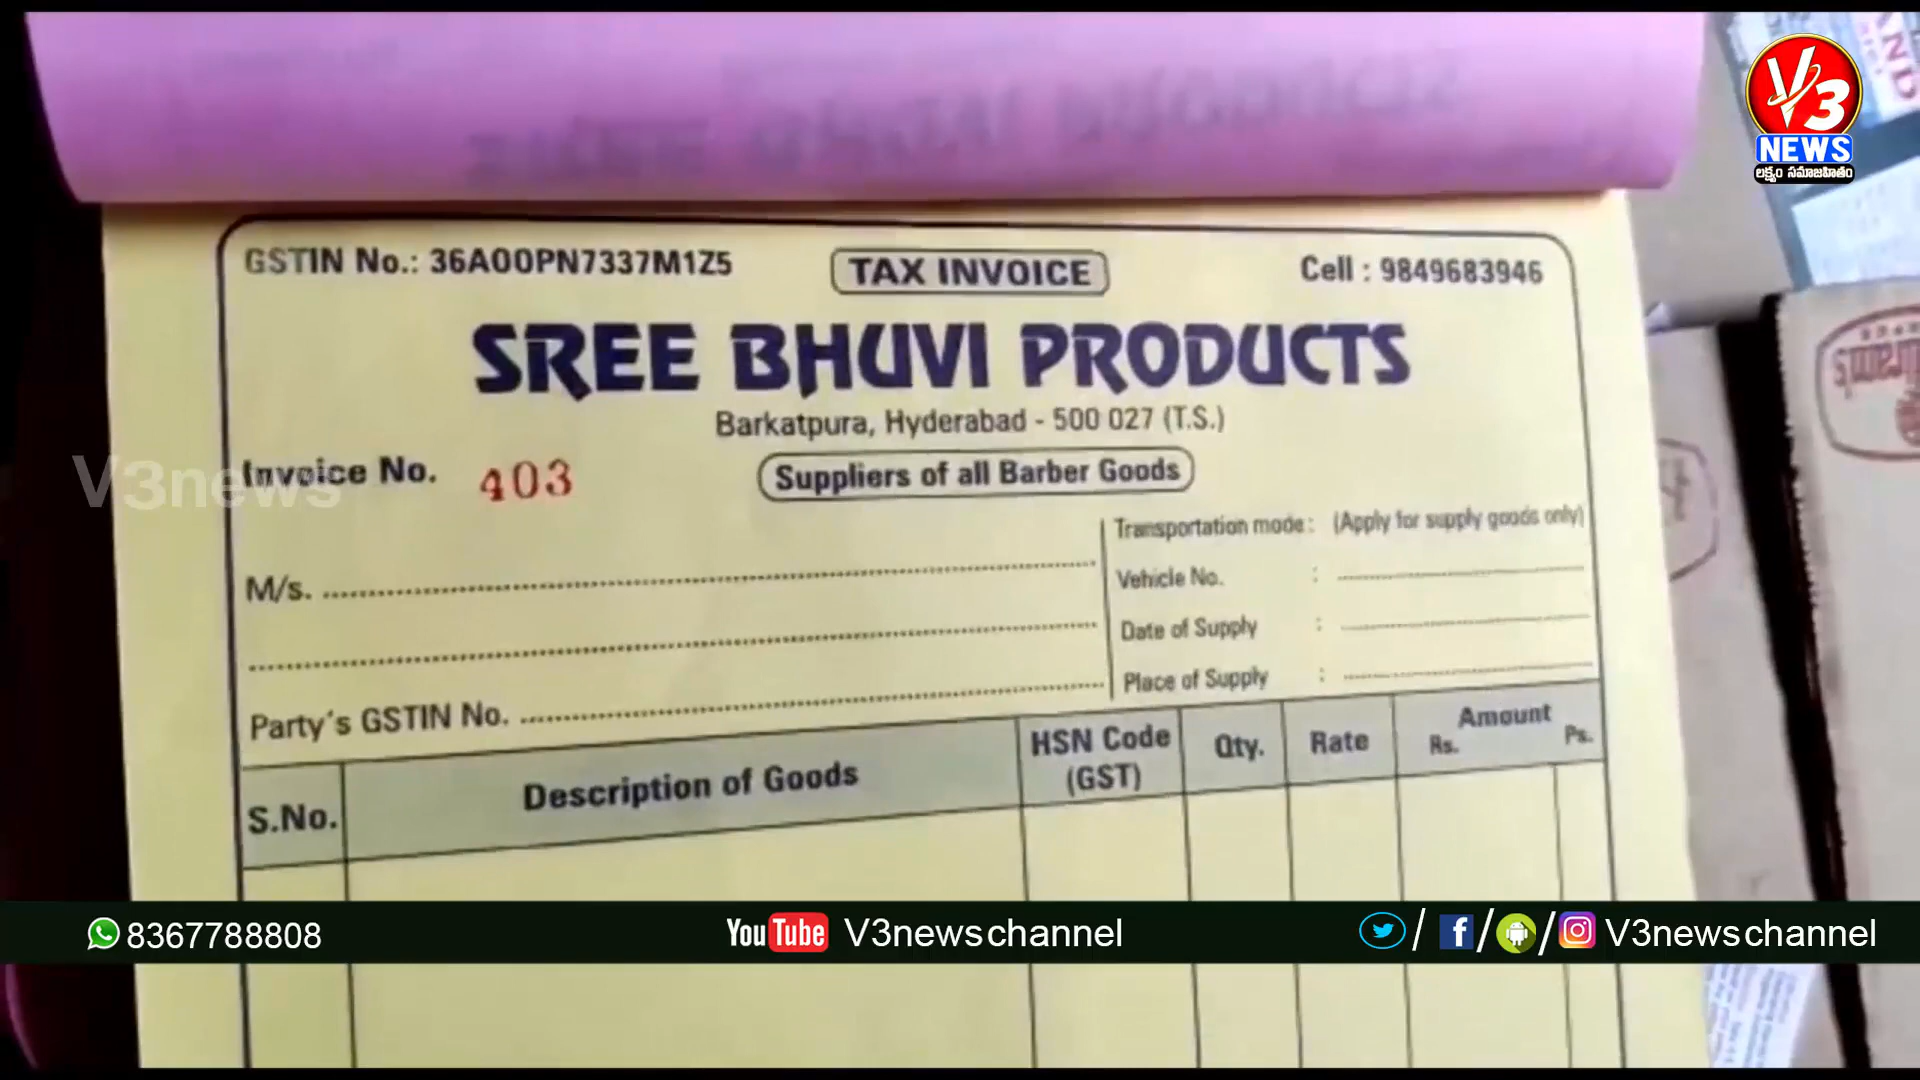 V3
NEWS
లక్ష్యం సమాజహితం
GSTIN No.: 36AOOPN7337M1Z5
TAX INVOICE
Cell : 9849683946
SREE BHUVI PRODUCTS
Barkatpura, Hyderabad - 500 027 (T.S.)
Invoice No. 403
Suppliers of all Barber Goods
V3news
Transportation mode : (Apply for supply goods only)
M/s.
Vehicle No. :
Date of Supply :
Place of Supply :
Party's GSTIN No.
S.No.
Description of Goods
HSN Code
(GST)
Qty.
Rate
Amount
Rs. Ps.
8367788808
YouTube V3newschannel
V3newschannel